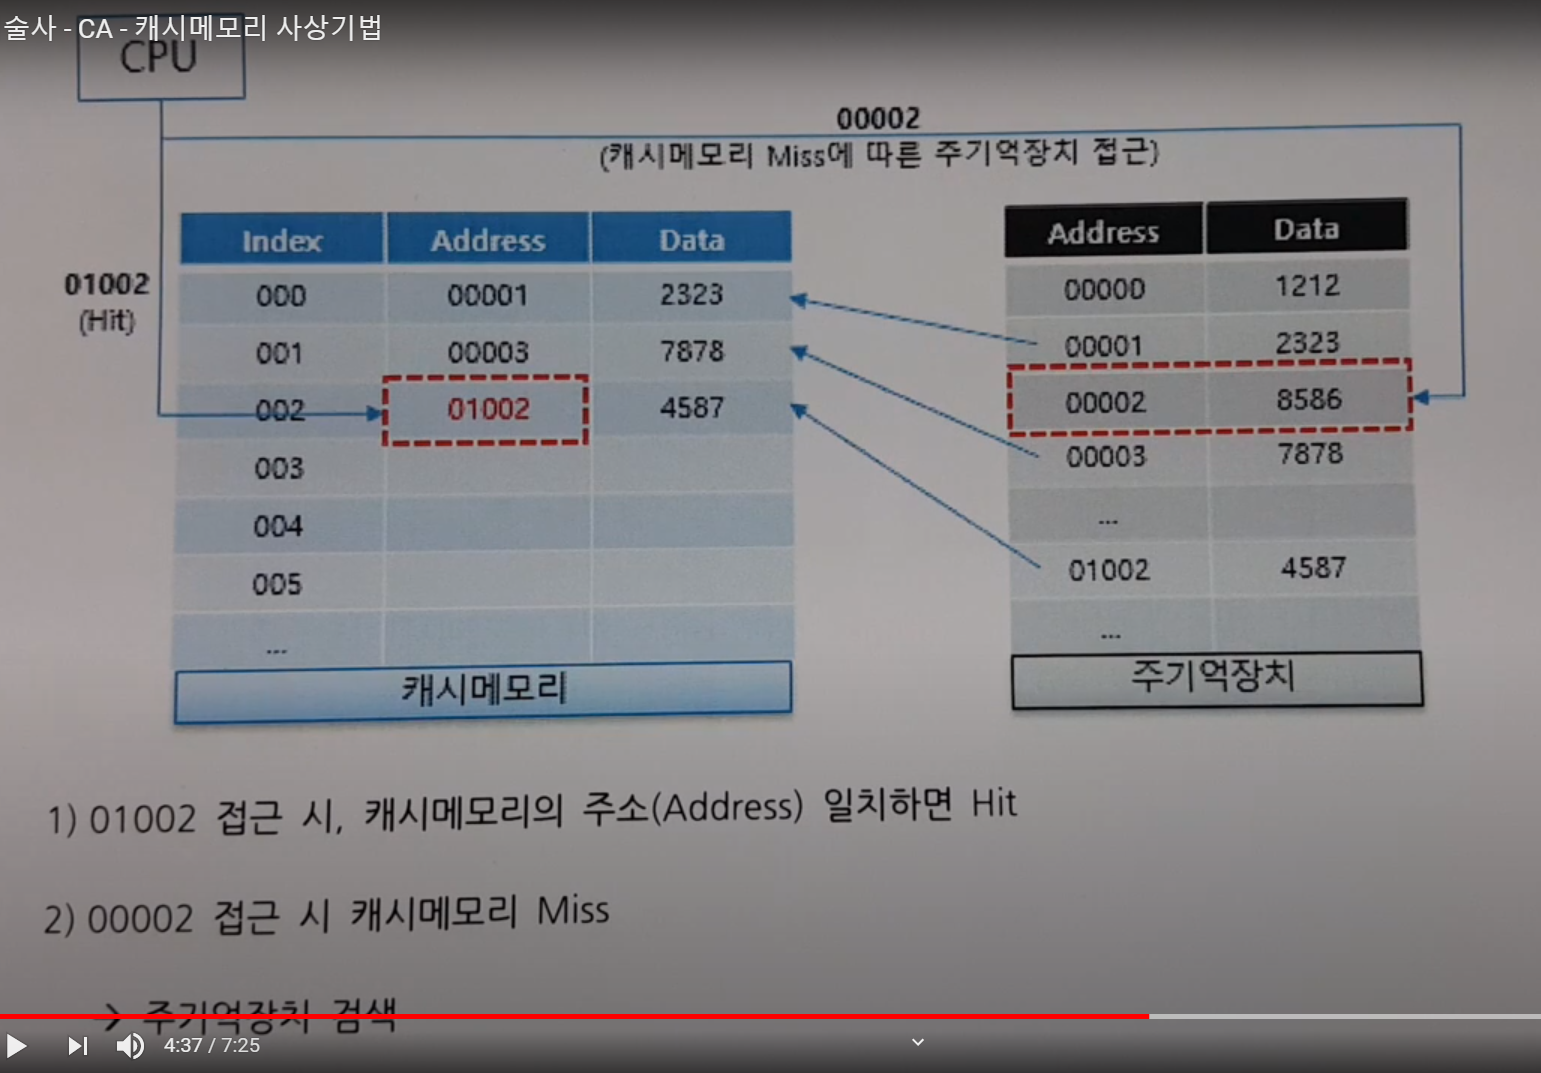 술사 - CA - 캐시메모리 사상기법
CPU
00002
(캐시메모리 Miss에 따른 주기억장치 접근)
01002
(Hit)
Index Address Data
000 00001 2323
001 00003 7878
002 01002 4587
003
004
005
...
캐시메모리
Address Data
00000 1212
00001 2323
00002 8586
00003 7878
...
01002 4587
...
주기억장치
1) 01002 접근 시, 캐시메모리의 주소(Address) 일치하면 Hit
2) 00002 접근 시 캐시메모리 Miss
→ 주기억장치 검색
4:37 / 7:25